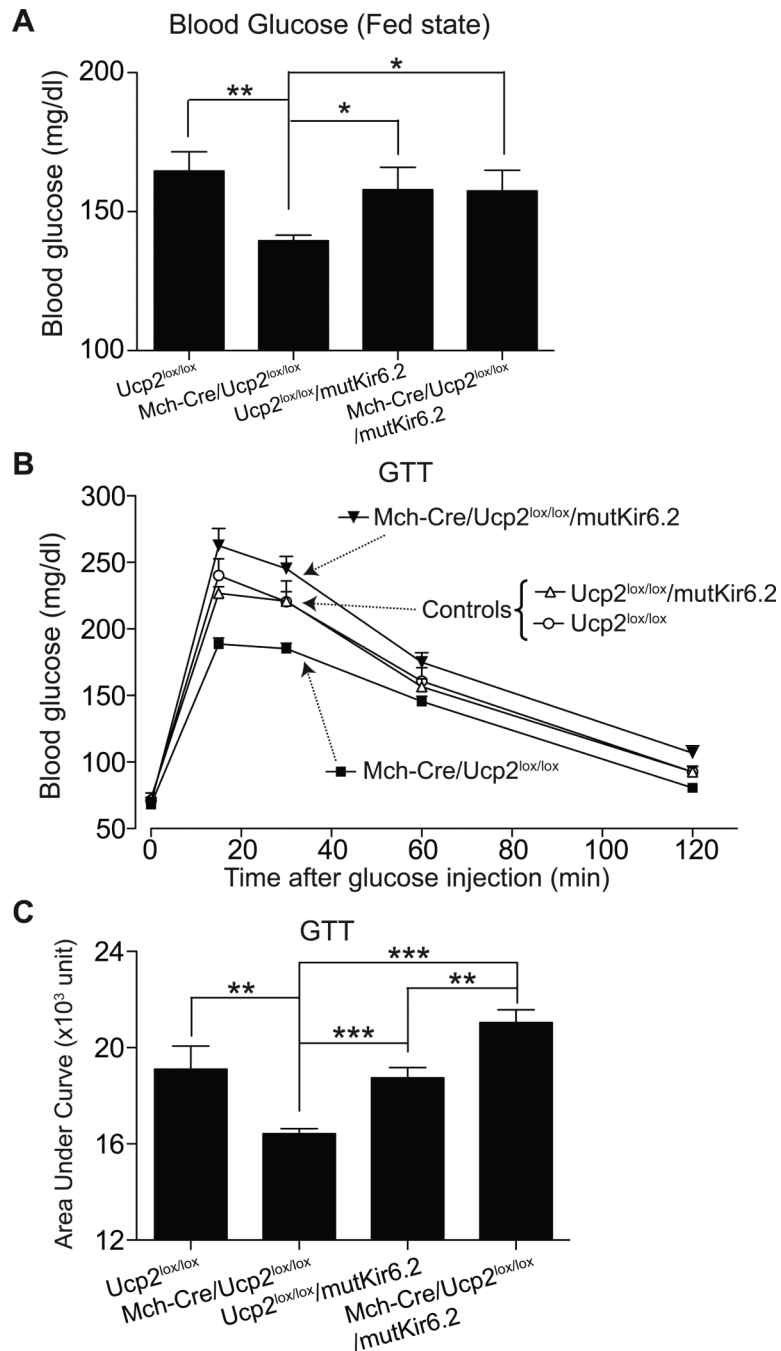 A
Blood Glucose (Fed state)
Blood glucose (mg/dl)
200
150
100
**
*
*
Ucp2lox/lox
Mch-Cre/Ucp2lox/lox
Ucp2lox/lox/mutKir6.2
Mch-Cre/Ucp2lox/lox
/mutKir6.2
B
GTT
Blood glucose (mg/dl)
300
250
200
150
100
50
Mch-Cre/Ucp2lox/lox/mutKir6.2
Controls
Ucp2lox/lox/mutKir6.2
Ucp2lox/lox
Mch-Cre/Ucp2lox/lox
0 20 40 60 80 100 120
Time after glucose injection (min)
C
GTT
Area Under Curve (x10³ unit)
24
20
16
12
**
***
***
**
Ucp2lox/lox
Mch-Cre/Ucp2lox/lox
Ucp2lox/lox/mutKir6.2
Mch-Cre/Ucp2lox/lox
/mutKir6.2